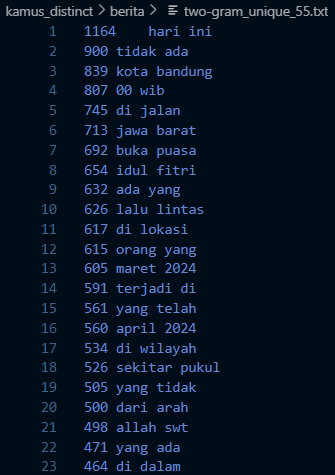 kamus_distinct > berita > two-gram_unique_55.txt
1 1164 hari ini
2 900 tidak ada
3 839 kota bandung
4 807 00 wib
5 745 di jalan
6 713 jawa barat
7 692 buka puasa
8 654 idul fitri
9 632 ada yang
10 626 lalu lintas
11 617 di lokasi
12 615 orang yang
13 605 maret 2024
14 591 terjadi di
15 561 yang telah
16 560 april 2024
17 534 di wilayah
18 526 sekitar pukul
19 505 yang tidak
20 500 dari arah
21 498 allah swt
22 471 yang ada
23 464 di dalam